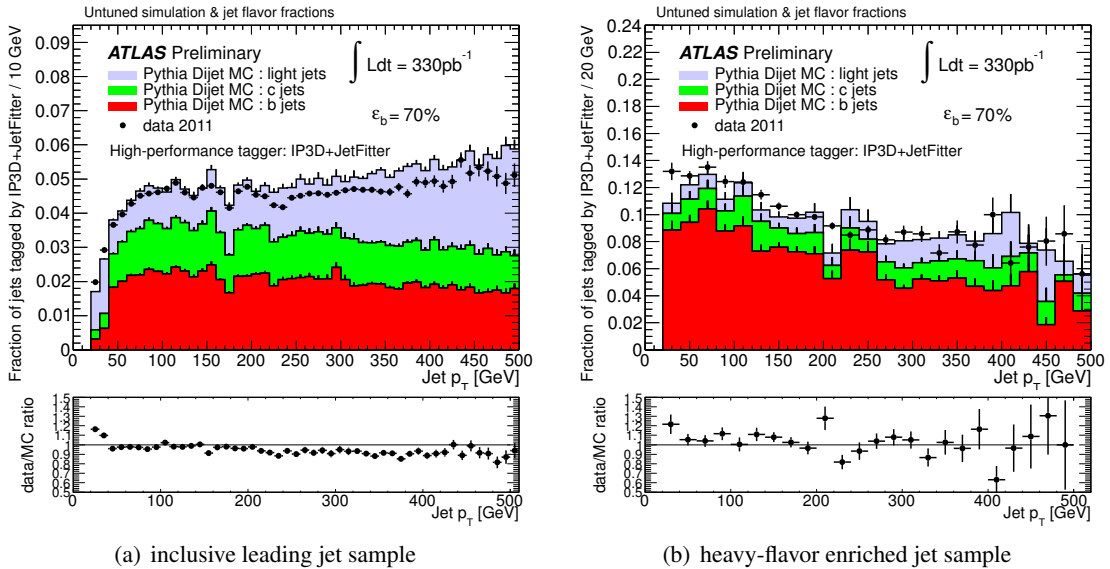 Untuned simulation & jet flavor fractions
Fraction of jets tagged by IP3D+JetFitter / 10 GeV
0.09
0.08
0.07
0.06
0.05
0.04
0.03
0.02
0.01
0
ATLAS Preliminary
∫ Ldt = 330pb⁻¹
Pythia Dijet MC : light jets
Pythia Dijet MC : c jets
Pythia Dijet MC : b jets
data 2011
ε_b = 70%
High-performance tagger: IP3D+JetFitter
0 50 100 150 200 250 300 350 400 450 500
Jet p_T [GeV]
data/MC ratio
1.5
1.4
1.3
1.2
1.1
1
0.9
0.8
0.7
0.6
0.5
0 100 200 300 400 500
Jet p_T [GeV]
(a) inclusive leading jet sample
Untuned simulation & jet flavor fractions
Fraction of jets tagged by IP3D+JetFitter / 20 GeV
0.24
0.22
0.2
0.18
0.16
0.14
0.12
0.1
0.08
0.06
0.04
0.02
0
ATLAS Preliminary
∫ Ldt = 330pb⁻¹
Pythia Dijet MC : light jets
Pythia Dijet MC : c jets
Pythia Dijet MC : b jets
data 2011
ε_b = 70%
High-performance tagger: IP3D+JetFitter
0 50 100 150 200 250 300 350 400 450 500
Jet p_T [GeV]
data/MC ratio
1.5
1.4
1.3
1.2
1.1
1
0.9
0.8
0.7
0.6
0.5
0 100 200 300 400 500
Jet p_T [GeV]
(b) heavy-flavor enriched jet sample